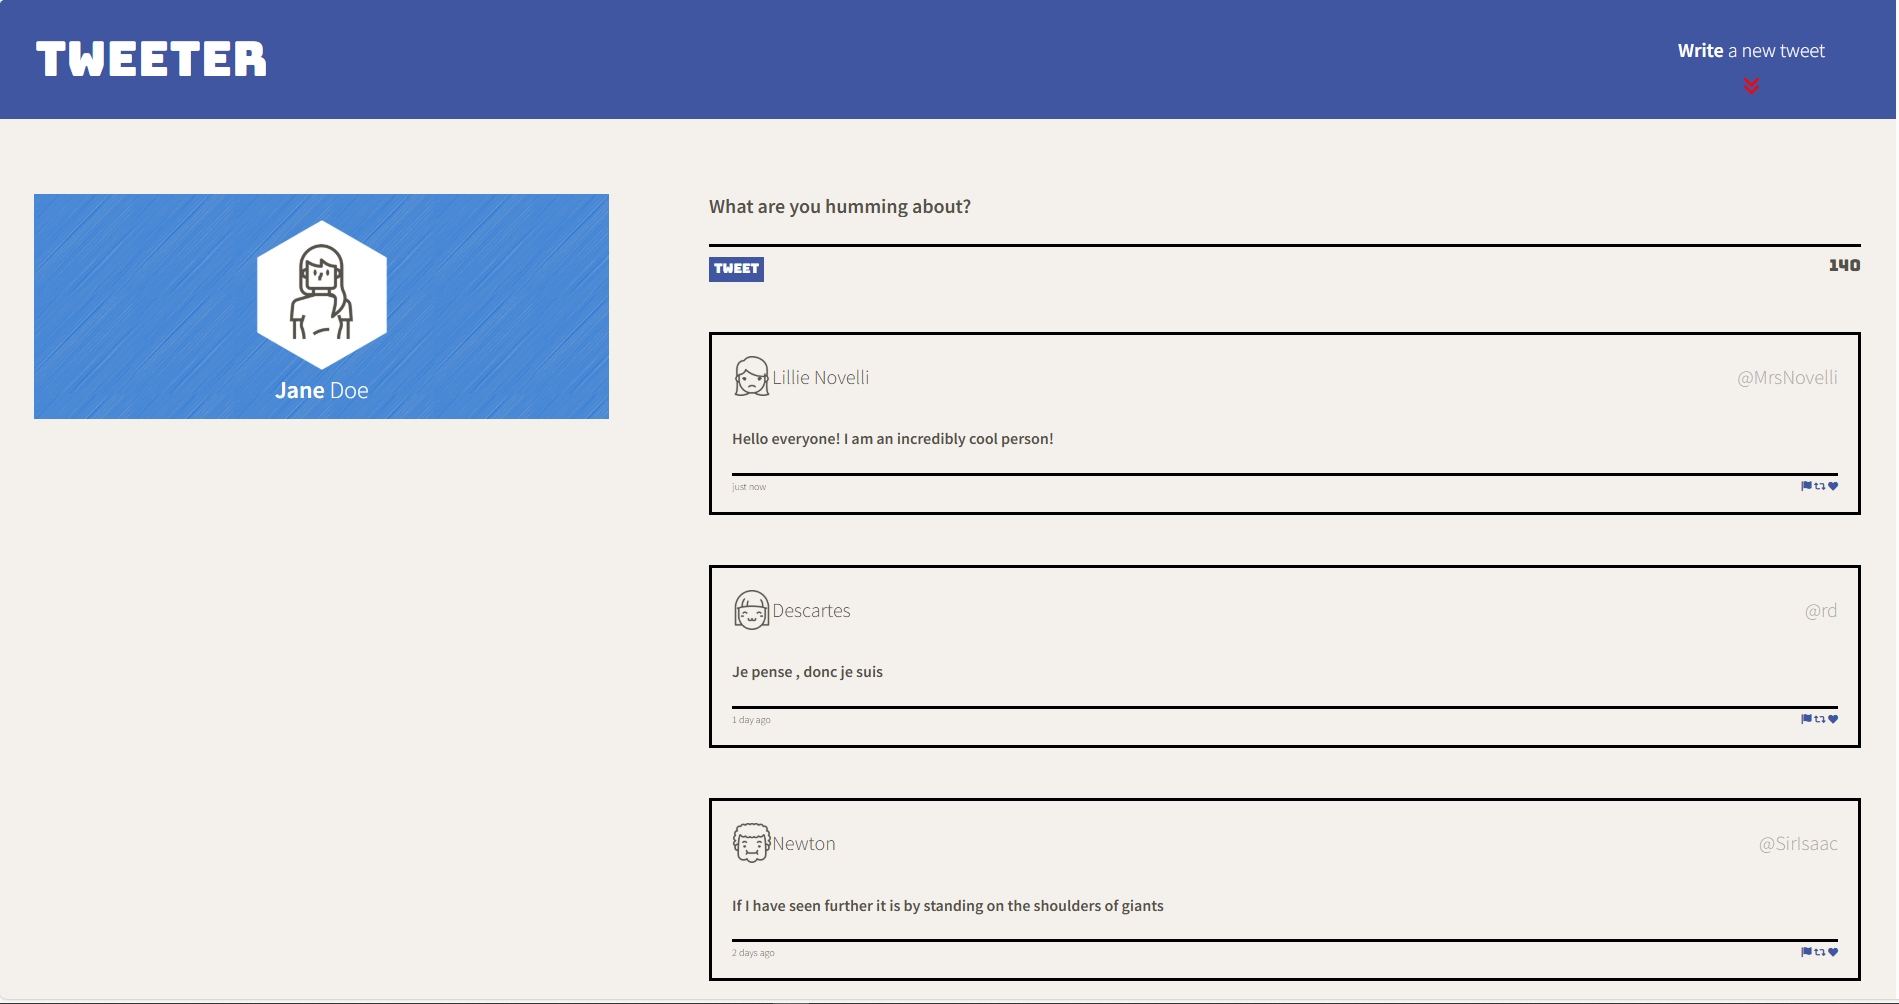 TWEETER
Write a new tweet
Jane Doe
What are you humming about?
TWEET
140
Lillie Novelli
@MrsNovelli
Hello everyone! I am an incredibly cool person!
just now
Descartes
@rd
Je pense , donc je suis
1 day ago
Newton
@SirIsaac
If I have seen further it is by standing on the shoulders of giants
2 days ago